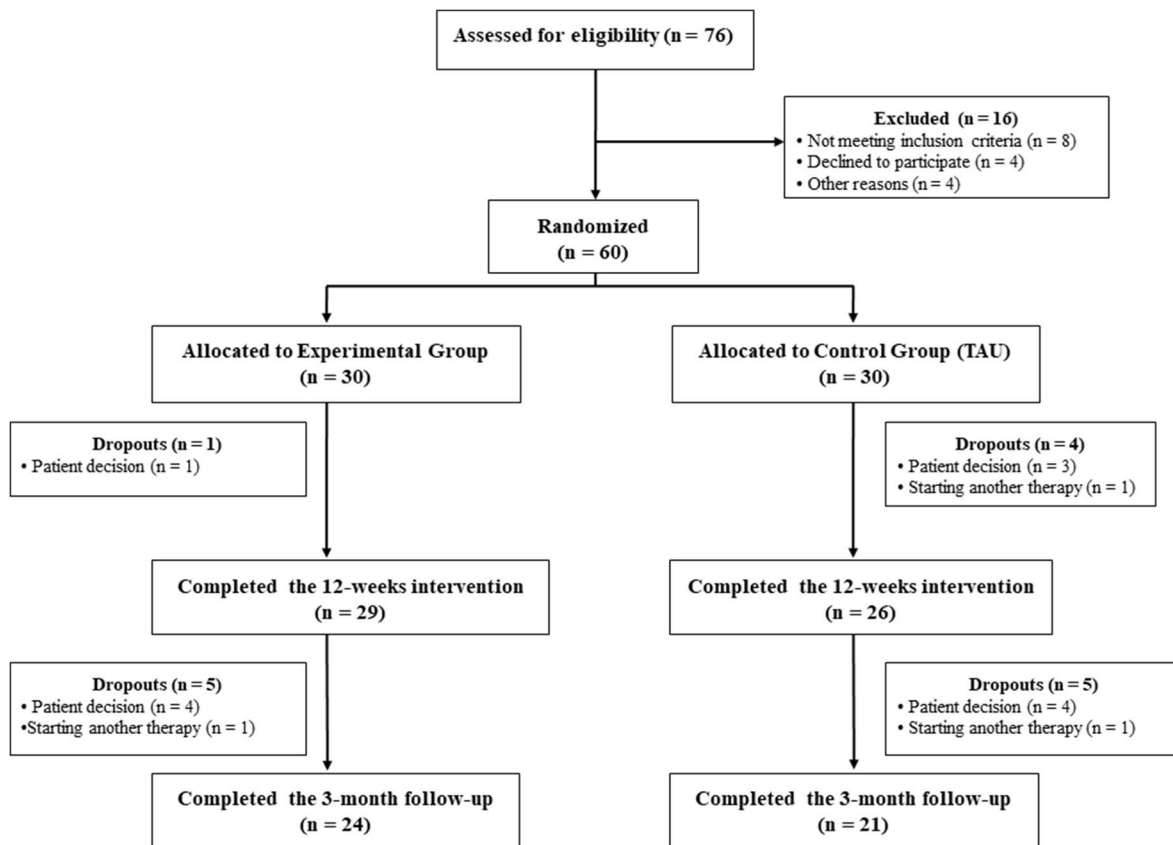 Assessed for eligibility (n = 76)
Excluded (n = 16)
• Not meeting inclusion criteria (n = 8)
• Declined to participate (n = 4)
• Other reasons (n = 4)
Randomized
(n = 60)
Allocated to Experimental Group
(n = 30)
Allocated to Control Group (TAU)
(n = 30)
Dropouts (n = 1)
• Patient decision (n = 1)
Dropouts (n = 4)
• Patient decision (n = 3)
• Starting another therapy (n = 1)
Completed the 12-weeks intervention
(n = 29)
Completed the 12-weeks intervention
(n = 26)
Dropouts (n = 5)
• Patient decision (n = 4)
•Starting another therapy (n = 1)
Dropouts (n = 5)
• Patient decision (n = 4)
• Starting another therapy (n = 1)
Completed the 3-month follow-up
(n = 24)
Completed the 3-month follow-up
(n = 21)